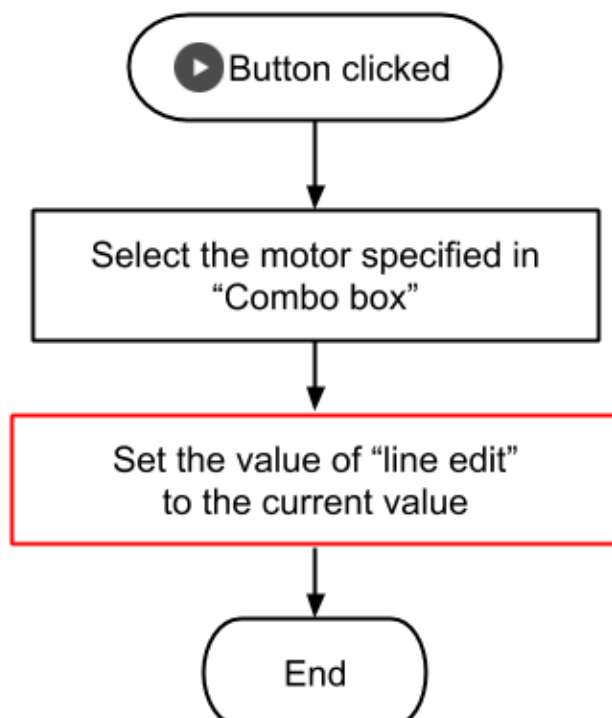 Button clicked
Select the motor specified in
“Combo box”
Set the value of “line edit”
to the current value
End